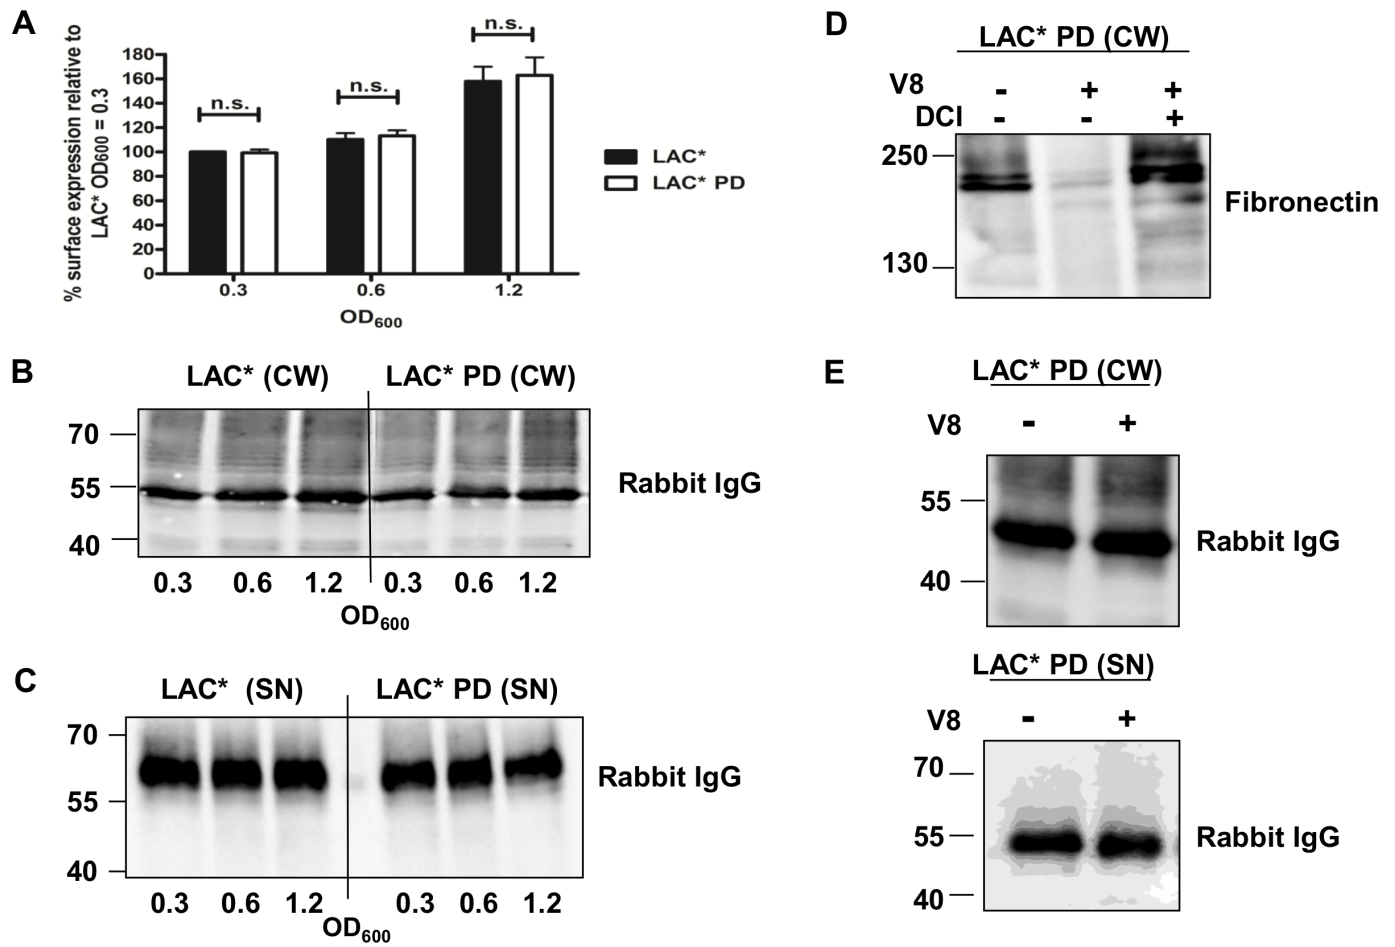 A
% surface expression relative to
LAC* OD600 = 0.3
180
160
140
120
100
80
60
40
20
0
n.s.
n.s.
n.s.
0.3 0.6 1.2
OD600
LAC*
LAC* PD
B
LAC* (CW) LAC* PD (CW)
70
55
40
Rabbit IgG
0.3 0.6 1.2 0.3 0.6 1.2
OD600
C
LAC* (SN) LAC* PD (SN)
70
55
40
Rabbit IgG
0.3 0.6 1.2 0.3 0.6 1.2
OD600
D
LAC* PD (CW)
V8 - + +
DCI - - +
250
130
Fibronectin
E
LAC* PD (CW)
V8 - +
55
40
Rabbit IgG
LAC* PD (SN)
V8 - +
70
55
40
Rabbit IgG